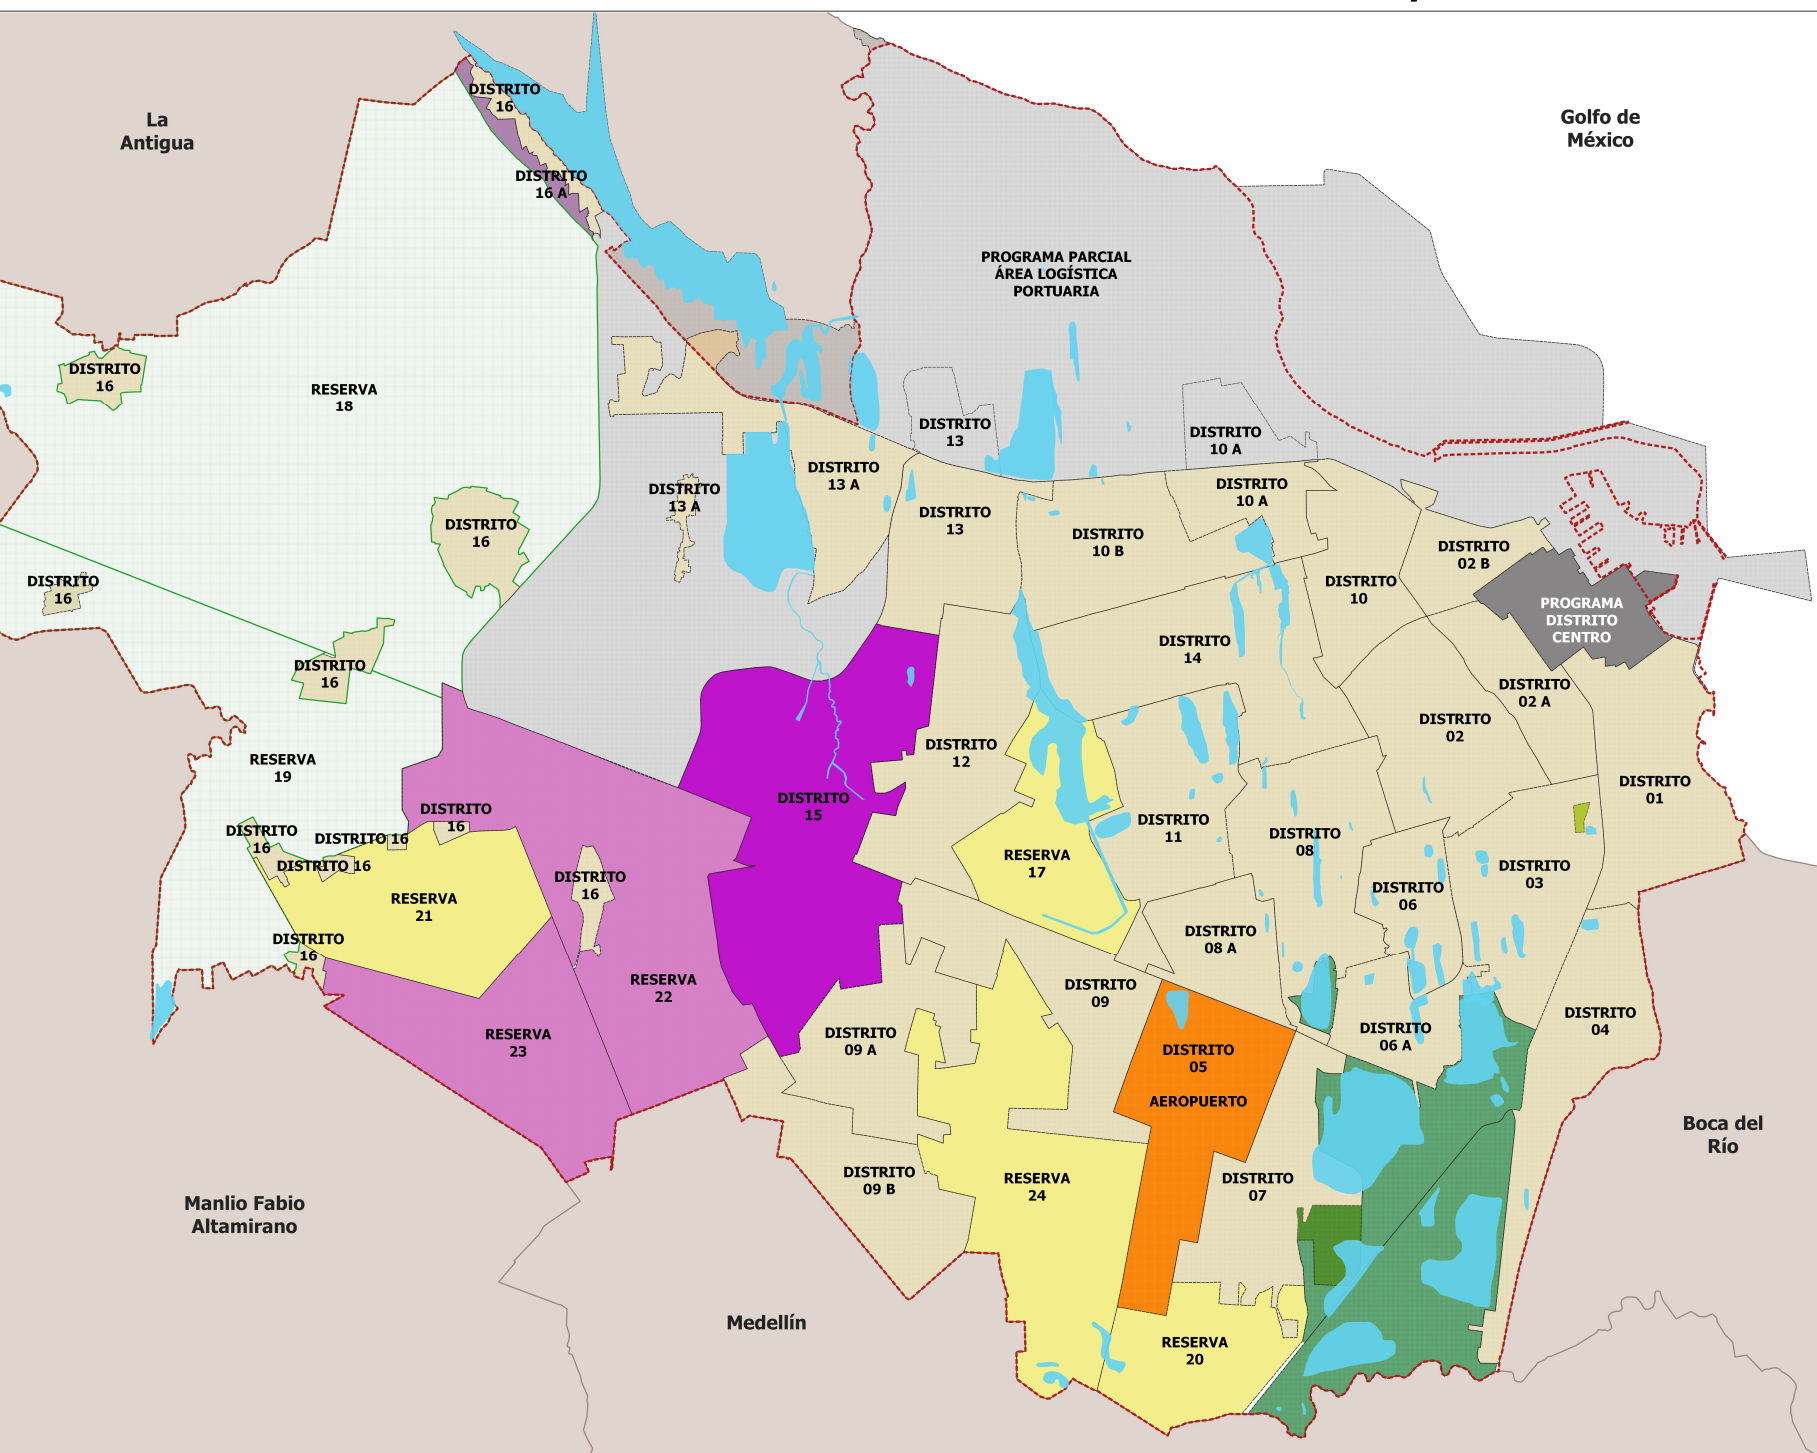 La
Antigua
Golfo de
México
DISTRITO
16
DISTRITO
16 A
PROGRAMA PARCIAL
ÁREA LOGÍSTICA
PORTUARIA
DISTRITO
16
RESERVA
18
DISTRITO
13
DISTRITO
10 A
DISTRITO
13 A
DISTRITO
13 A
DISTRITO
10 A
DISTRITO
16
DISTRITO
13
DISTRITO
10 B
DISTRITO
02 B
DISTRITO
16
DISTRITO
10
PROGRAMA
DISTRITO
CENTRO
DISTRITO
14
DISTRITO
16
DISTRITO
02 A
DISTRITO
02
DISTRITO
12
RESERVA
19
DISTRITO
01
DISTRITO
15
DISTRITO
16
DISTRITO
11
DISTRITO
16
DISTRITO 16
DISTRITO
08
DISTRITO 16
RESERVA
17
DISTRITO
03
DISTRITO
16
DISTRITO
06
RESERVA
21
DISTRITO
08 A
DISTRITO
16
RESERVA
22
DISTRITO
09
DISTRITO
04
DISTRITO
06 A
RESERVA
23
DISTRITO
09 A
DISTRITO
05
AEROPUERTO
Boca del
Río
DISTRITO
09 B
RESERVA
24
DISTRITO
07
Manlio Fabio
Altamirano
Medellín
RESERVA
20